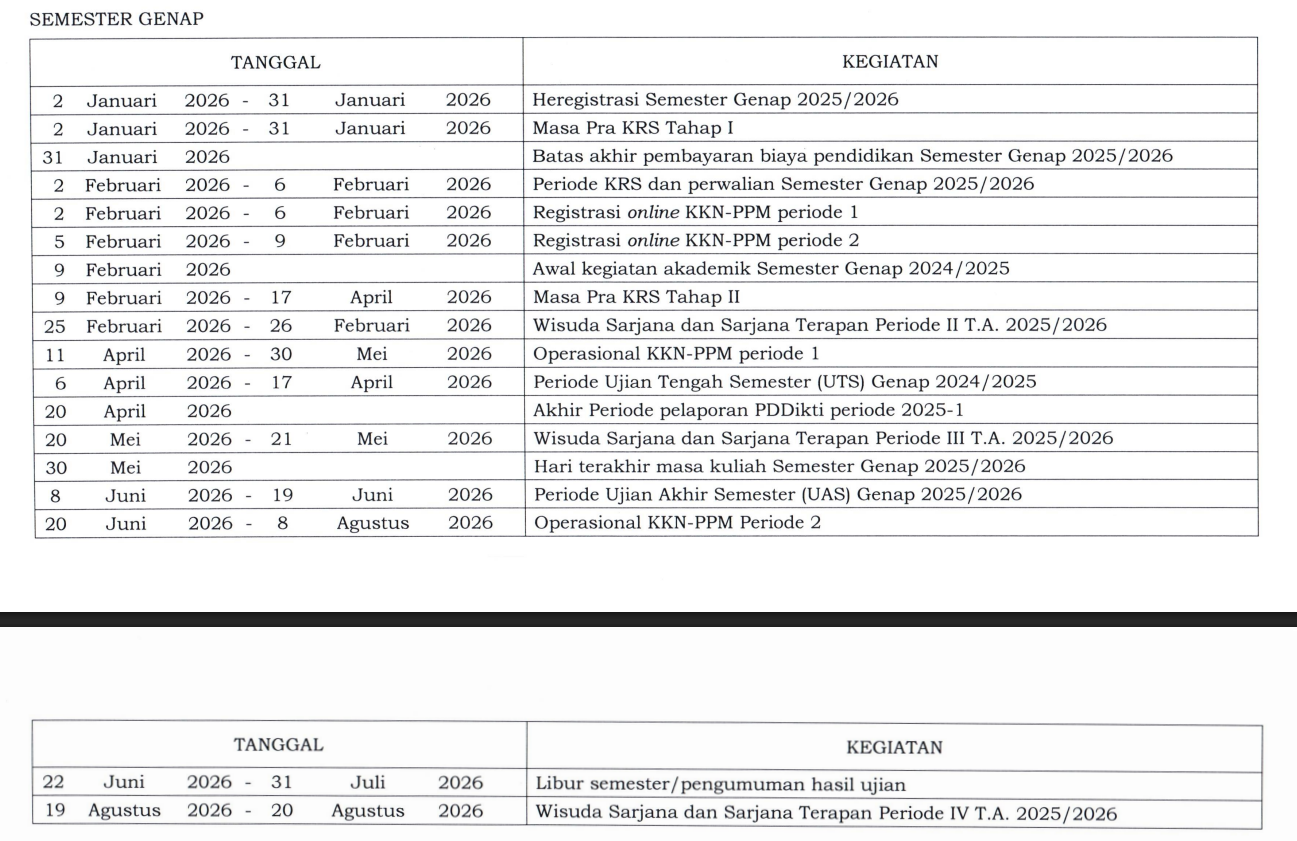 SEMESTER GENAP
TANGGAL KEGIATAN
2 Januari 2026 - 31 Januari 2026 Heregistrasi Semester Genap 2025/2026
2 Januari 2026 - 31 Januari 2026 Masa Pra KRS Tahap I
31 Januari 2026 Batas akhir pembayaran biaya pendidikan Semester Genap 2025/2026
2 Februari 2026 - 6 Februari 2026 Periode KRS dan perwalian Semester Genap 2025/2026
2 Februari 2026 - 6 Februari 2026 Registrasi online KKN-PPM periode 1
5 Februari 2026 - 9 Februari 2026 Registrasi online KKN-PPM periode 2
9 Februari 2026 Awal kegiatan akademik Semester Genap 2024/2025
9 Februari 2026 - 17 April 2026 Masa Pra KRS Tahap II
25 Februari 2026 - 26 Februari 2026 Wisuda Sarjana dan Sarjana Terapan Periode II T.A. 2025/2026
11 April 2026 - 30 Mei 2026 Operasional KKN-PPM periode 1
6 April 2026 - 17 April 2026 Periode Ujian Tengah Semester (UTS) Genap 2024/2025
20 April 2026 Akhir Periode pelaporan PDDikti periode 2025-1
20 Mei 2026 - 21 Mei 2026 Wisuda Sarjana dan Sarjana Terapan Periode III T.A. 2025/2026
30 Mei 2026 Hari terakhir masa kuliah Semester Genap 2025/2026
8 Juni 2026 - 19 Juni 2026 Periode Ujian Akhir Semester (UAS) Genap 2025/2026
20 Juni 2026 - 8 Agustus 2026 Operasional KKN-PPM Periode 2
TANGGAL KEGIATAN
22 Juni 2026 - 31 Juli 2026 Libur semester/pengumuman hasil ujian
19 Agustus 2026 - 20 Agustus 2026 Wisuda Sarjana dan Sarjana Terapan Periode IV T.A. 2025/2026